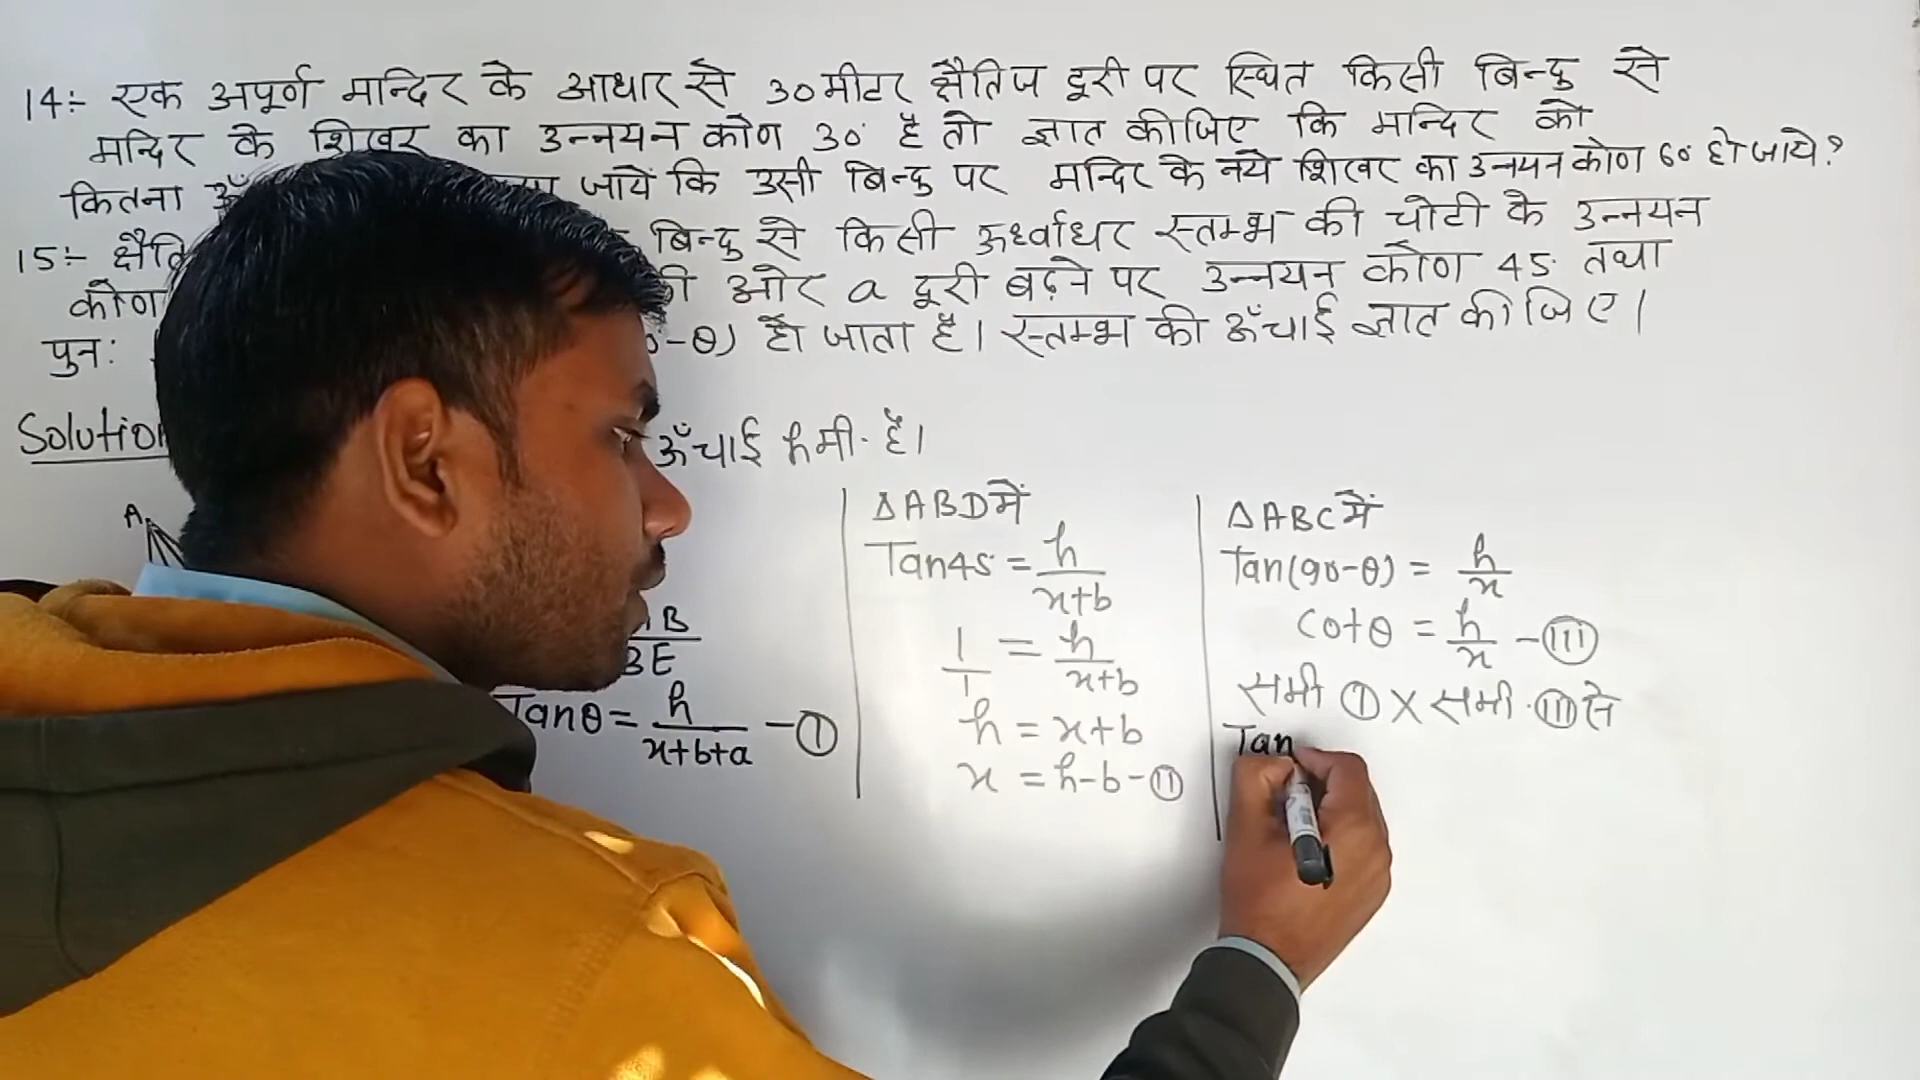 14:- एक अपूर्ण मन्दिर के आधार से 30मीटर क्षैतिज दूरी पर स्थित किसी बिन्दु से
मन्दिर के शिखर का उन्नयन कोण 30° है तो ज्ञात कीजिए कि मन्दिर को
कितना जायें कि उसी बिन्दु पर मन्दिर के नये शिखर का उन्नयन कोण 60° हो जाये?
15:- बिन्दु से किसी ऊर्ध्वाधर स्तम्भ की चोटी के उन्नयन
कोण ओर a दूरी बढ़ने पर उन्नयन कोण 45° तथा
पुनः -θ) हो जाता है। स्तम्भ की ऊँचाई ज्ञात कीजिए।
Solution ऊँचाई h मी. है।
A
B
BE
Tanθ = h/(x+b+a) - (I)
ΔABD में
Tan45° = h/(x+b)
1/1 = h/(x+b)
h = x+b
x = h-b - (II)
ΔABC में
Tan(90-θ) = h/x
cotθ = h/x - (III)
समी (I) X समी. (III) से
Tan